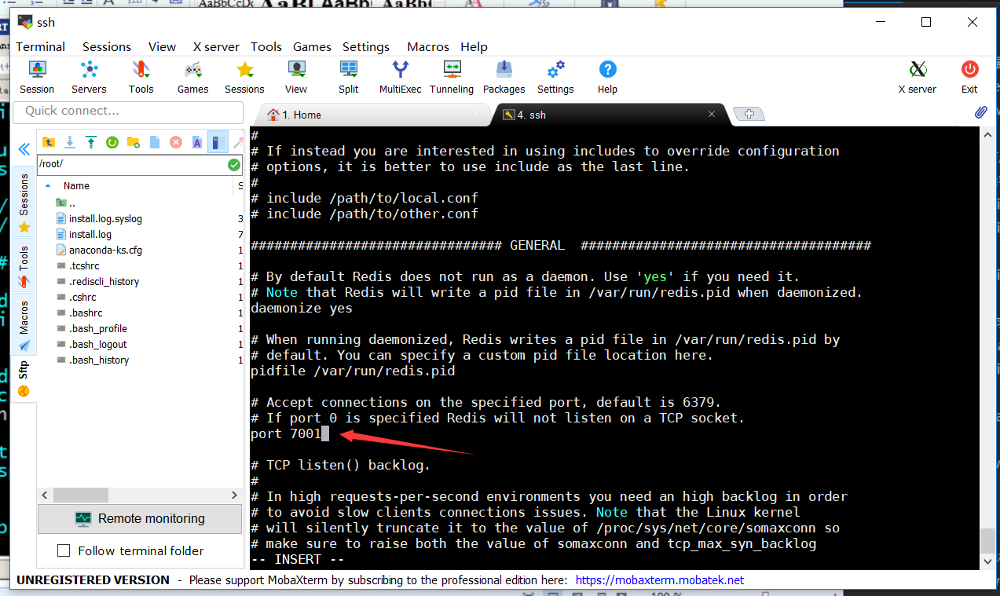 AaBbCcDc
ssh
Terminal Sessions View X server Tools Games Settings Macros Help
Session Servers Tools Games Sessions View Split MultiExec Tunneling Packages Settings Help X server Exit
Quick connect...
1. Home
4. ssh
/root/
Name
..
install.log.syslog 3
install.log 7
anaconda-ks.cfg 1
.tcshrc 1
.rediscli_history 1
.cshrc 1
.bashrc 1
.bash_profile 1
.bash_logout 1
.bash_history 1
Sessions
Tools
Macros
Sftp
Remote monitoring
Follow terminal folder
#
# If instead you are interested in using includes to override configuration
# options, it is better to use include as the last line.
#
# include /path/to/local.conf
# include /path/to/other.conf
################################ GENERAL #####################################
# By default Redis does not run as a daemon. Use 'yes' if you need it.
# Note that Redis will write a pid file in /var/run/redis.pid when daemonized.
daemonize yes
# When running daemonized, Redis writes a pid file in /var/run/redis.pid by
# default. You can specify a custom pid file location here.
pidfile /var/run/redis.pid
# Accept connections on the specified port, default is 6379.
# If port 0 is specified Redis will not listen on a TCP socket.
port 7001
# TCP listen() backlog.
#
# In high requests-per-second environments you need an high backlog in order
# to avoid slow clients connections issues. Note that the Linux kernel
# will silently truncate it to the value of /proc/sys/net/core/somaxconn so
# make sure to raise both the value of somaxconn and tcp_max_syn_backlog
-- INSERT --
UNREGISTERED VERSION - Please support MobaXterm by subscribing to the professional edition here: https://mobaxterm.mobatek.net